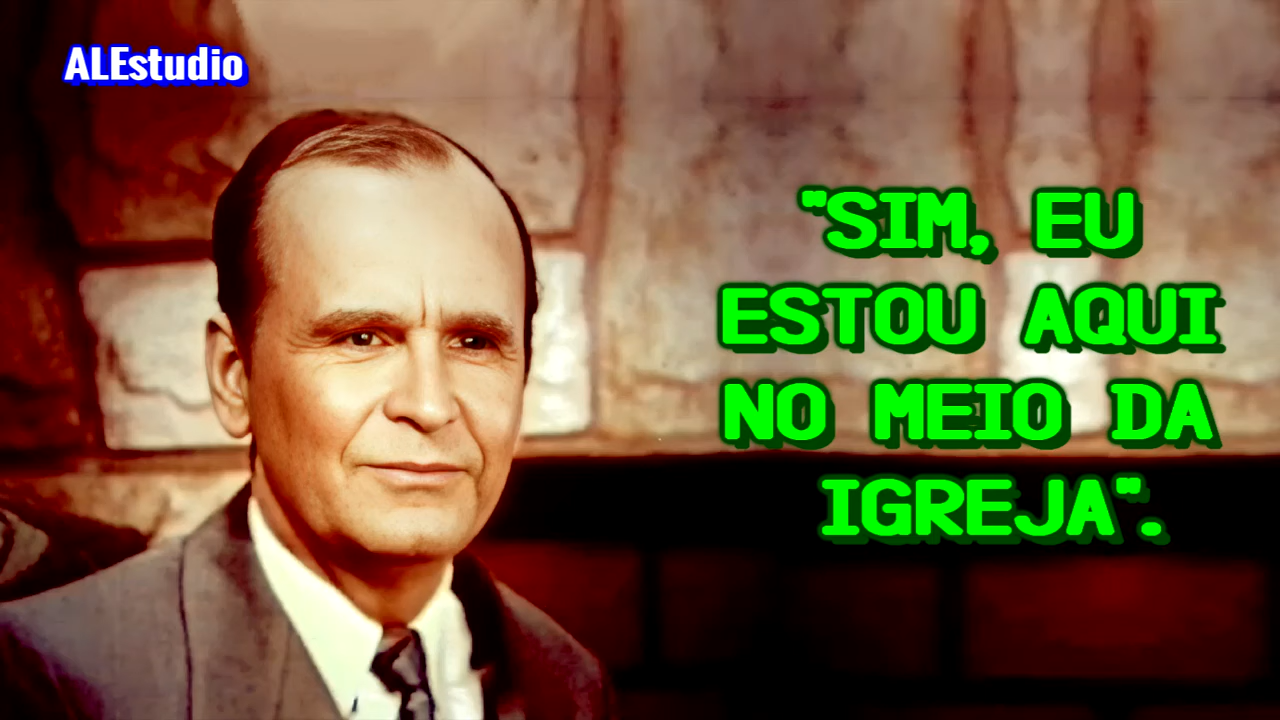 ALEstudio
"SIM, EU
ESTOU AQUI
NO MEIO DA
IGREJA".